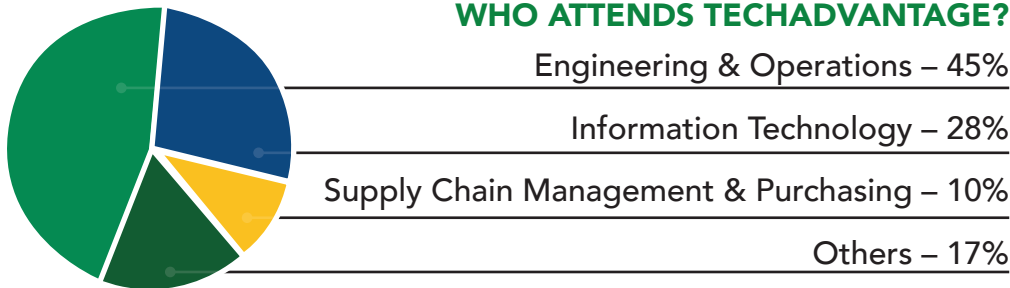 WHO ATTENDS TECHADVANTAGE?
Engineering & Operations – 45%
Information Technology – 28%
Supply Chain Management & Purchasing – 10%
Others – 17%